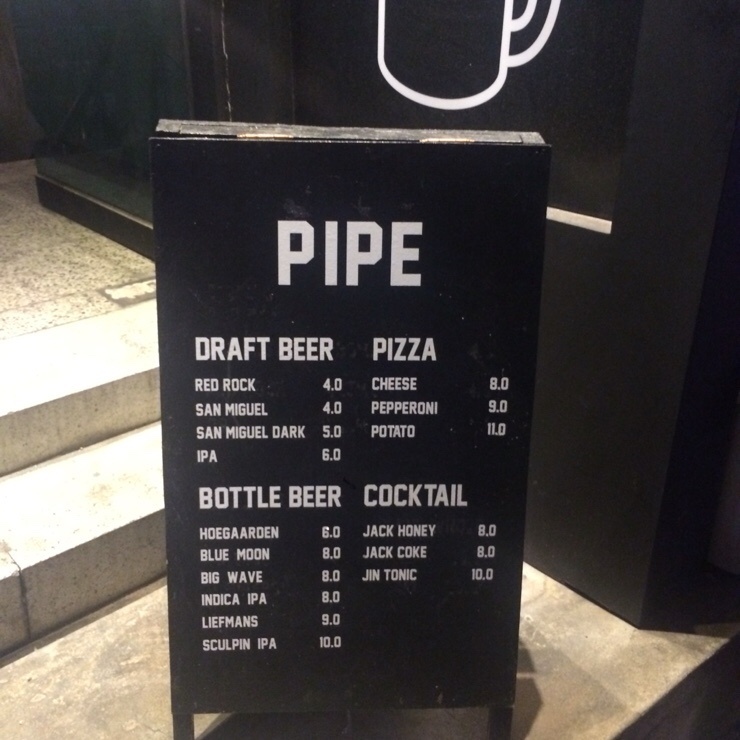 PIPE
DRAFT BEER
RED ROCK 4.0
SAN MIGUEL 4.0
SAN MIGUEL DARK 5.0
IPA 6.0
PIZZA
CHEESE 8.0
PEPPERONI 9.0
POTATO 11.0
BOTTLE BEER
HOEGAARDEN 6.0
BLUE MOON 8.0
BIG WAVE 8.0
INDICA IPA 8.0
LIEFMANS 9.0
SCULPIN IPA 10.0
COCKTAIL
JACK HONEY 8.0
JACK COKE 8.0
JIN TONIC 10.0